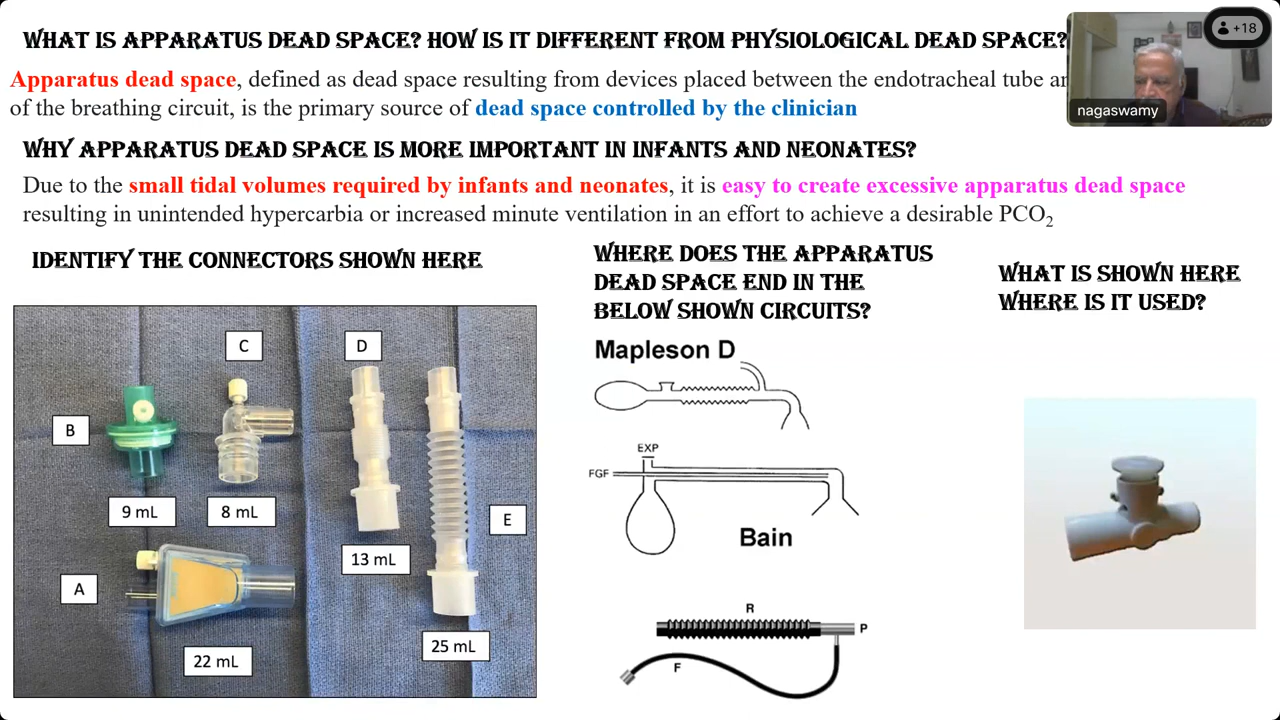 WHAT IS APPARATUS DEAD SPACE? HOW IS IT DIFFERENT FROM PHYSIOLOGICAL DEAD SPACE?
+18
Apparatus dead space, defined as dead space resulting from devices placed between the endotracheal tube
of the breathing circuit, is the primary source of dead space controlled by the clinician
nagaswamy
WHY APPARATUS DEAD SPACE IS MORE IMPORTANT IN INFANTS AND NEONATES?
Due to the small tidal volumes required by infants and neonates, it is easy to create excessive apparatus dead space
resulting in unintended hypercarbia or increased minute ventilation in an effort to achieve a desirable PCO₂
IDENTIFY THE CONNECTORS SHOWN HERE
C
D
B
9 mL
8 mL
E
13 mL
A
25 mL
22 mL
WHERE DOES THE APPARATUS
DEAD SPACE END IN THE
BELOW SHOWN CIRCUITS?
Mapleson D
EXP
FGF
Bain
R
P
F
WHAT IS SHOWN HERE
WHERE IS IT USED?